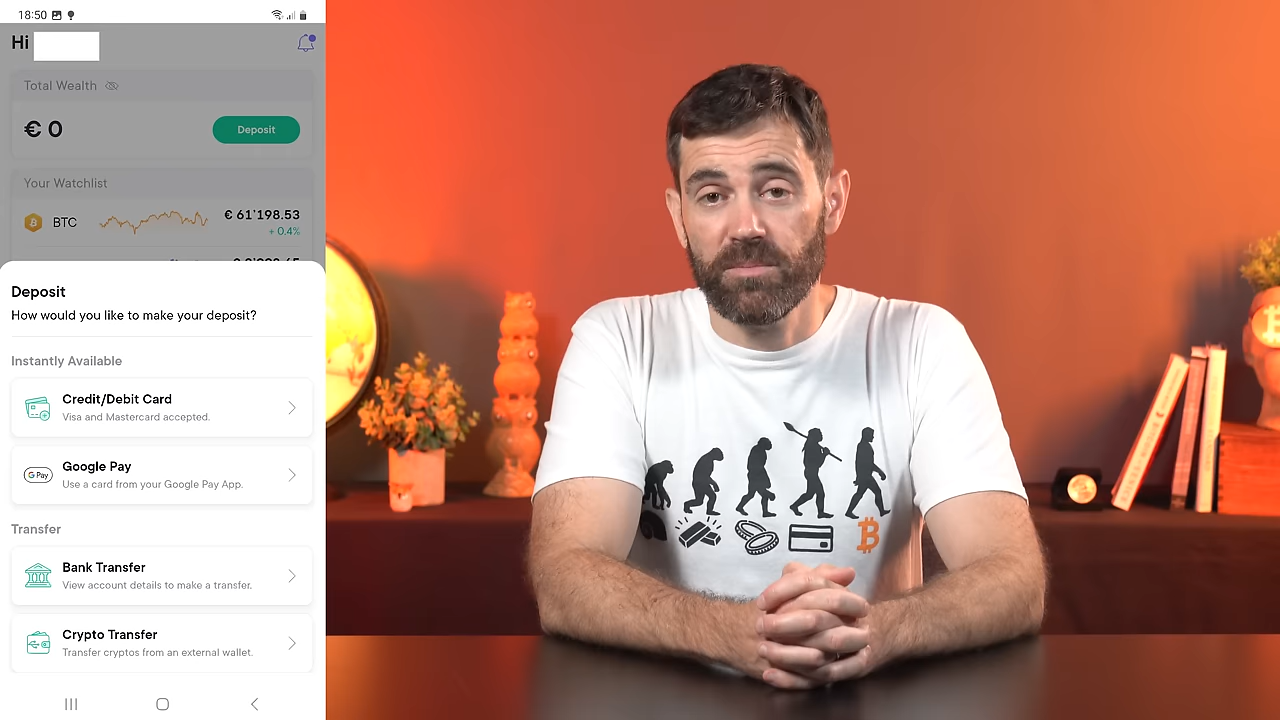 18:50
Hi
Total Wealth
€ 0
Deposit
Your Watchlist
BTC
€ 61'198.53
+ 0.4%
Deposit
How would you like to make your deposit?
Instantly Available
Credit/Debit Card
Visa and Mastercard accepted.
Google Pay
G Pay
Use a card from your Google Pay App.
Transfer
Bank Transfer
View account details to make a transfer.
Crypto Transfer
Transfer cryptos from an external wallet.